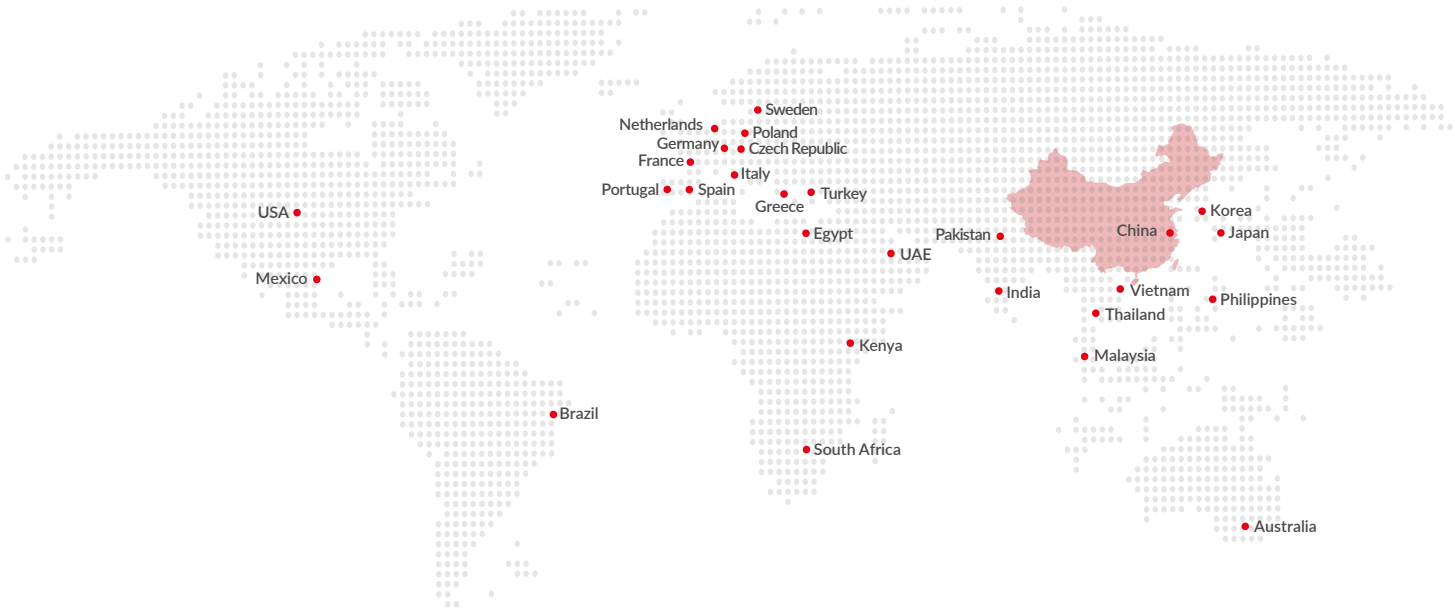 Sweden
Netherlands
Poland
Germany
Czech Republic
France
Italy
Portugal
Spain
Turkey
Greece
USA
Korea
China
Japan
Egypt
Pakistan
UAE
Mexico
India
Vietnam
Philippines
Thailand
Kenya
Malaysia
Brazil
South Africa
Australia